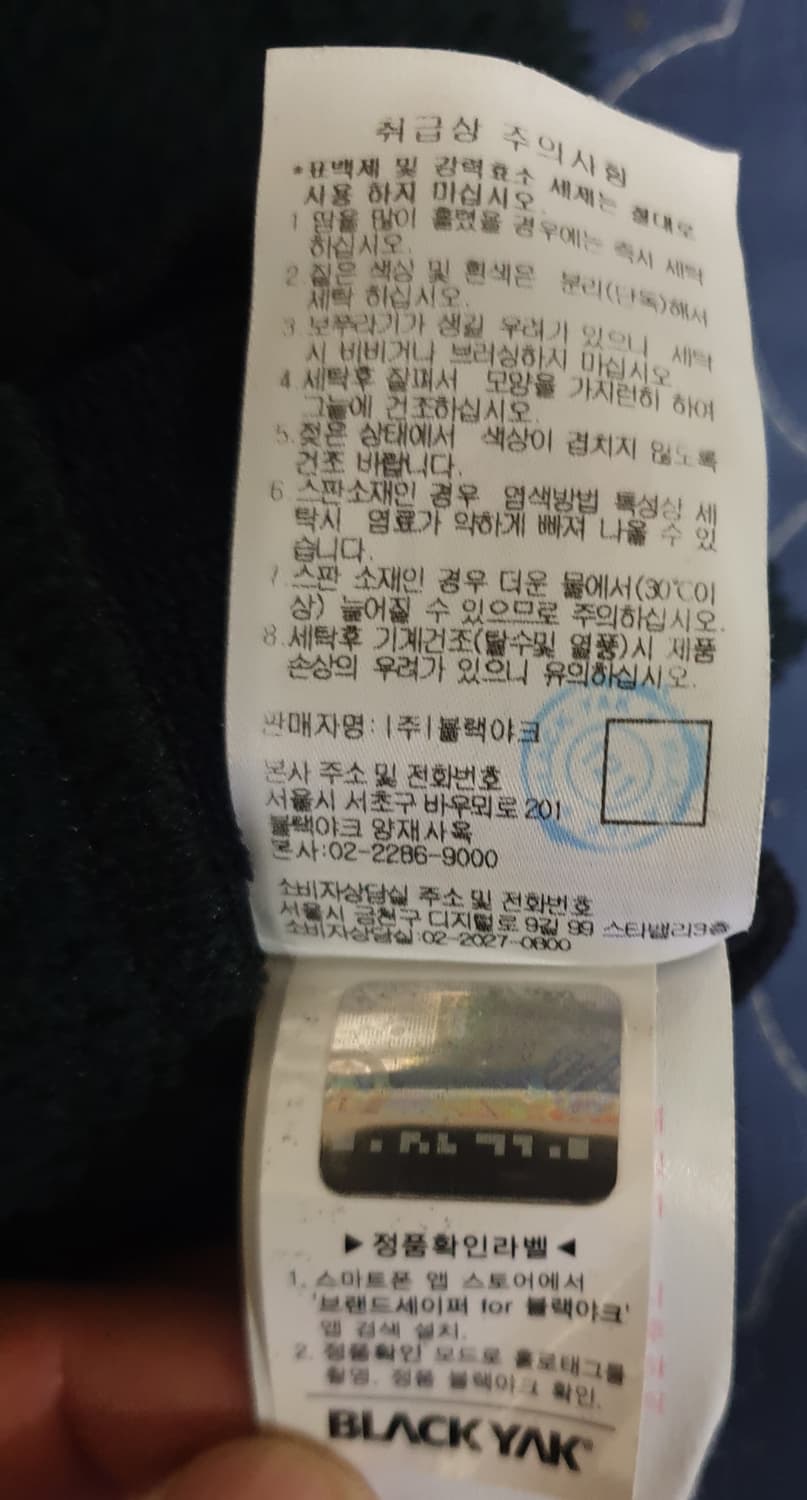 취급상 주의사항
*표백제 및 강력효소 세제는 절대로
사용 하지 마십시오.
1 땀을 많이 흘렸을 경우에는 즉시 세탁
하십시오.
2 짙은 색상 및 흰색은 분리(단독)해서
세탁 하십시오.
3 보푸라기가 생길 우려가 있으니 세탁
시 비비거나 브러싱하지 마십시오
4 세탁후 잘펴서 모양을 가지런히 하여
그늘에 건조하십시오.
5.젖은 상태에서 색상이 겹치지 않도록
건조 바랍니다.
6 스판소재인 경우 염색방법 특성상 세
탁시 염료가 약하게 빠져 나올 수 있
습니다.
7 스판 소재인 경우 더운 물에서(30℃이
상) 늘어질 수 있으므로 주의하십시오.
8.세탁후 기계건조(탈수및 열풍)시 제품
손상의 우려가 있으니 유의하십시오.
판매자명:(주)블랙야크
본사 주소 및 전화번호
서울시 서초구 바우뫼로 201
블랙야크 양재사옥
본사:02-2286-9000
소비자상담실 주소 및 전화번호
서울시 금천구 디지털로 9길 99 스타밸리3층
소비자상담실:02-2027-0800
▶정품확인라벨◀
1. 스마트폰 앱 스토어에서
'브랜드세이퍼 for 블랙야크'
앱 검색 설치.
2. 정품확인 모드로 홀로태그를
촬영. 정품 블랙야크 확인.
BLACK YAK